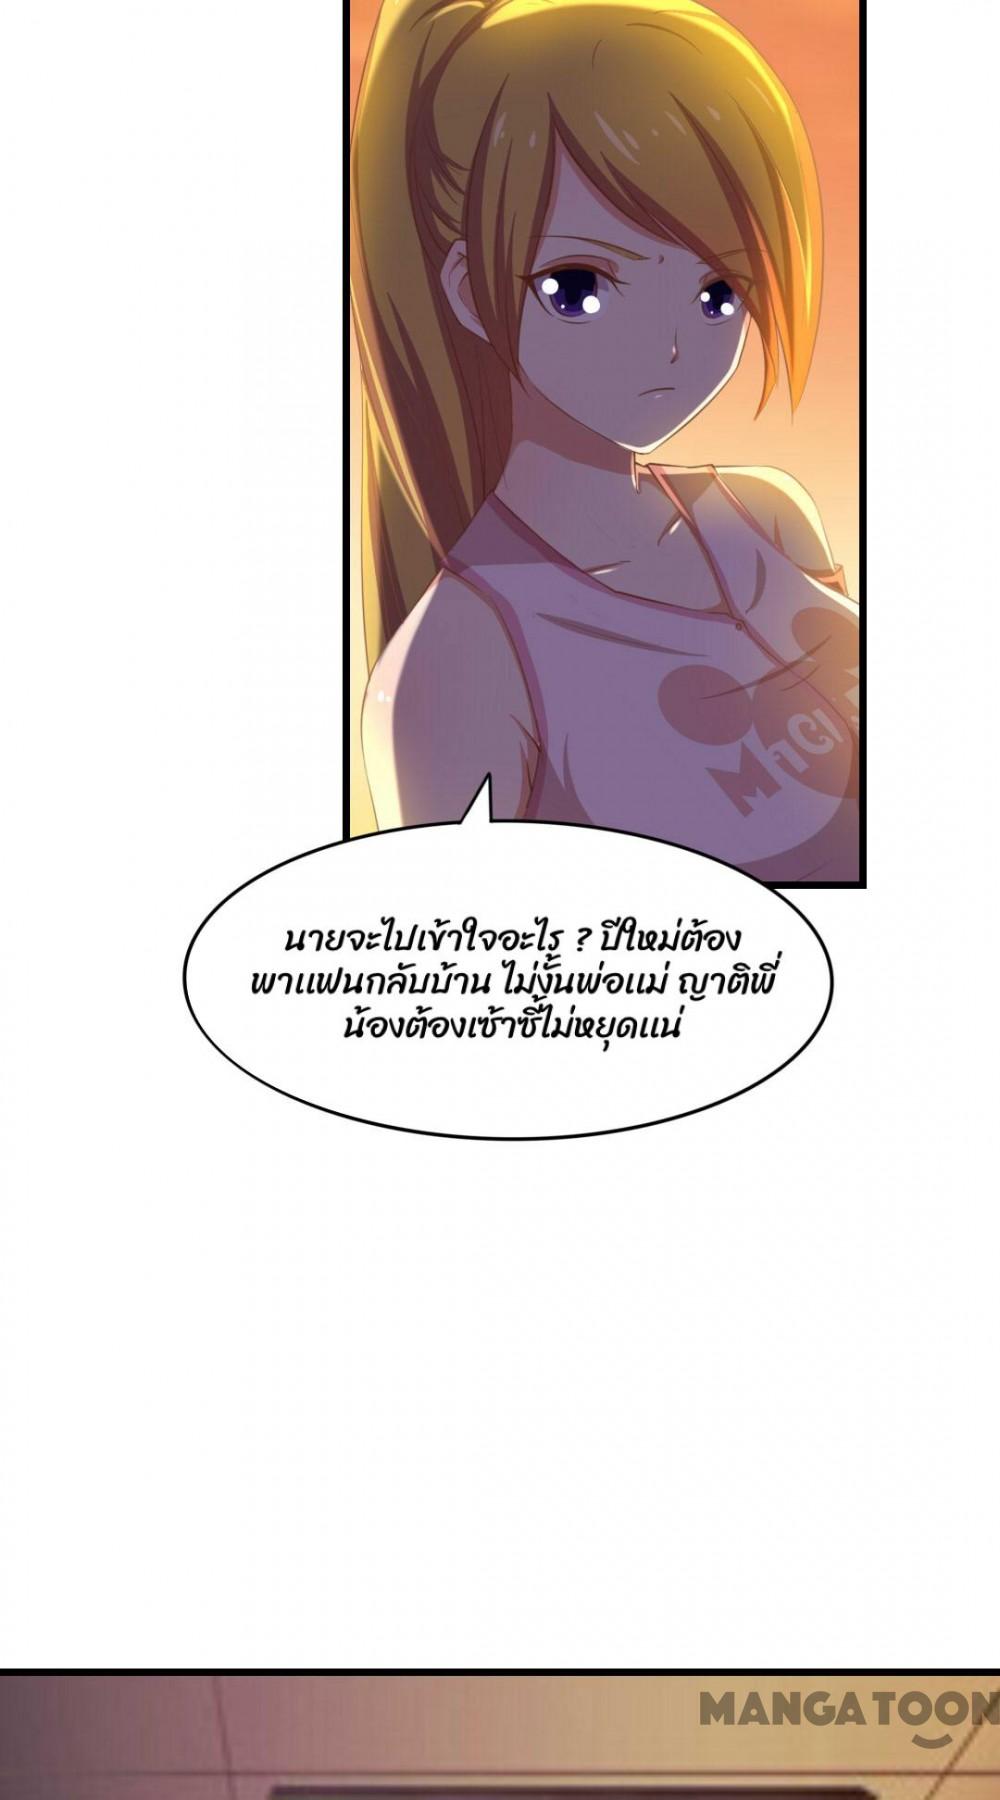 นายจะไปเข้าใจอะไร ? ปีใหม่ต้อง
พาแฟนกลับบ้าน ไม่งั้นพ่อแม่ ญาติพี่
น้องต้องเซ้าซี้ไม่หยุดแน่
MANGATOON